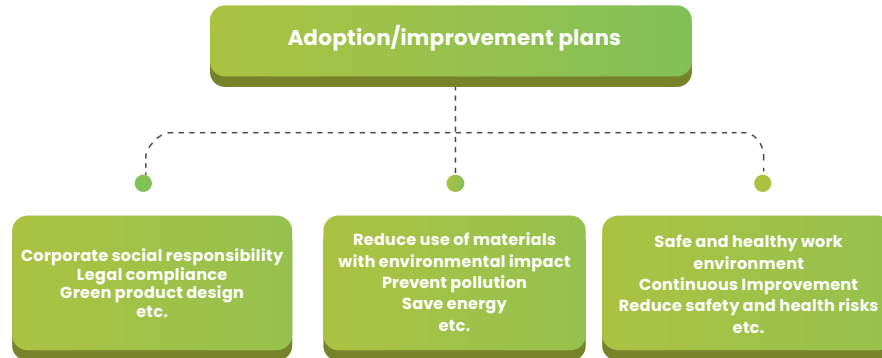 Adoption/improvement plans
Corporate social responsibility
Legal compliance
Green product design
etc.
Reduce use of materials
with environmental impact
Prevent pollution
Save energy
etc.
Safe and healthy work
environment
Continuous Improvement
Reduce safety and health risks
etc.